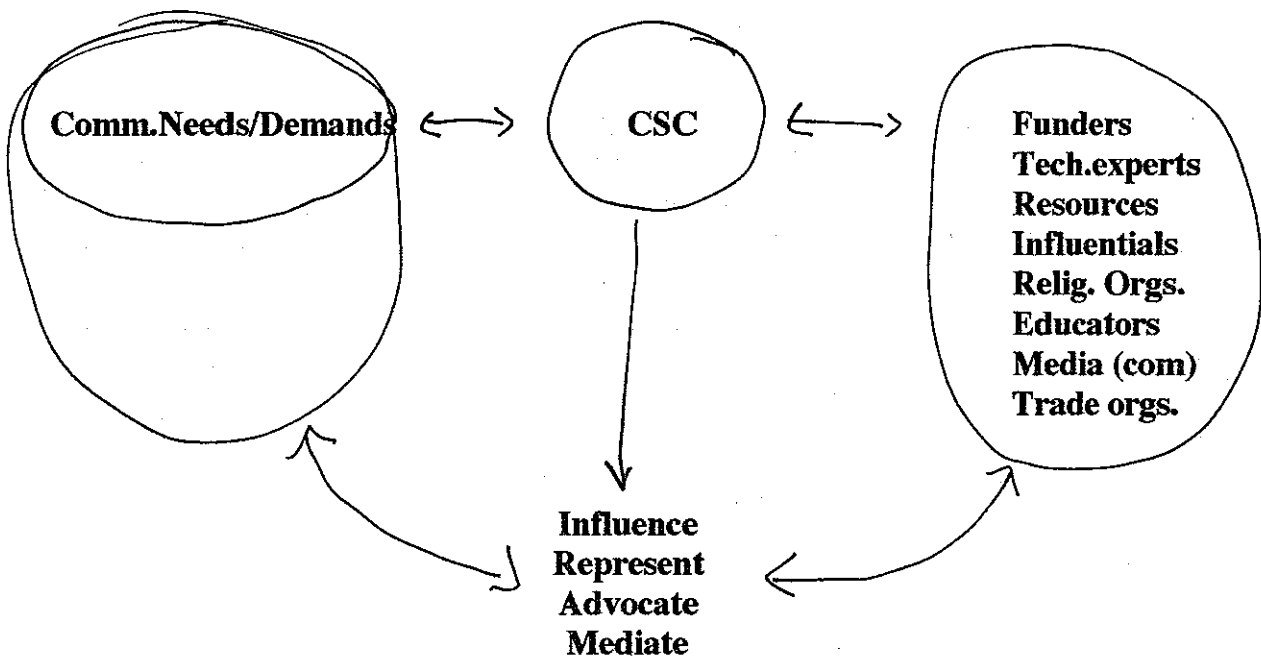 Comm.Needs/Demands
CSC
Funders
Tech.experts
Resources
Influentials
Relig. Orgs.
Educators
Media (com)
Trade orgs.
Influence
Represent
Advocate
Mediate